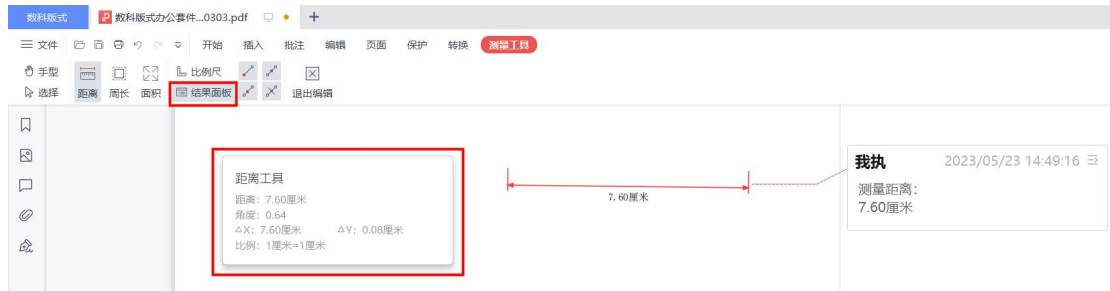 数科版式
数科版式办公套件...0303.pdf
文件 开始 插入 批注 编辑 页面 保护 转换 测量工具
手型 比例尺
选择 距离 周长 面积 结果面板 退出编辑
距离工具
距离: 7.60厘米
角度: 0.64
△X: 7.60厘米 △Y: 0.08厘米
比例: 1厘米=1厘米
7.60厘米
我执 2023/05/23 14:49:16
测量距离:
7.60厘米